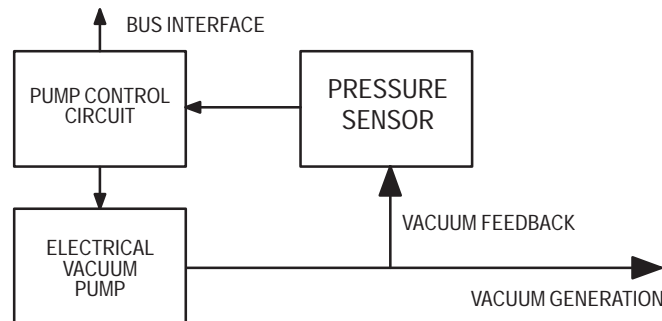 BUS INTERFACE
PUMP CONTROL
CIRCUIT
PRESSURE
SENSOR
VACUUM FEEDBACK
ELECTRICAL
VACUUM
PUMP
VACUUM GENERATION